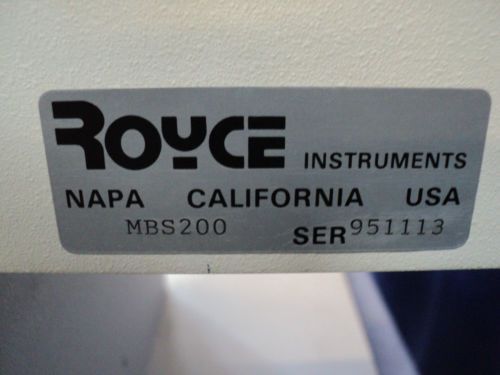 ROYCE INSTRUMENTS
NAPA CALIFORNIA USA
MBS200 SER 951113